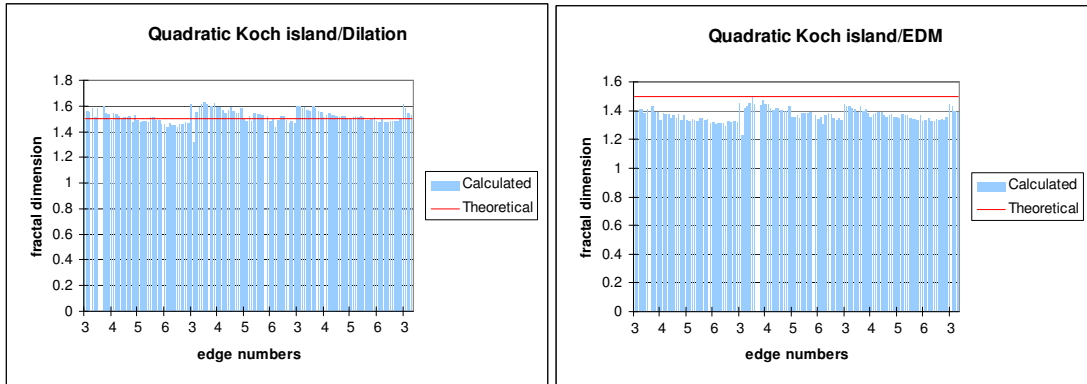 Quadratic Koch island/Dilation
1.8
1.6
1.4
1.2
1
0.8
0.6
0.4
0.2
0
fractal dimension
3 4 5 6 3 4 5 6 3 4 5 6 3
edge numbers
Calculated
Theoretical
Quadratic Koch island/EDM
1.6
1.4
1.2
1
0.8
0.6
0.4
0.2
0
fractal dimension
3 4 5 6 3 4 5 6 3 4 5 6 3
edge numbers
Calculated
Theoretical